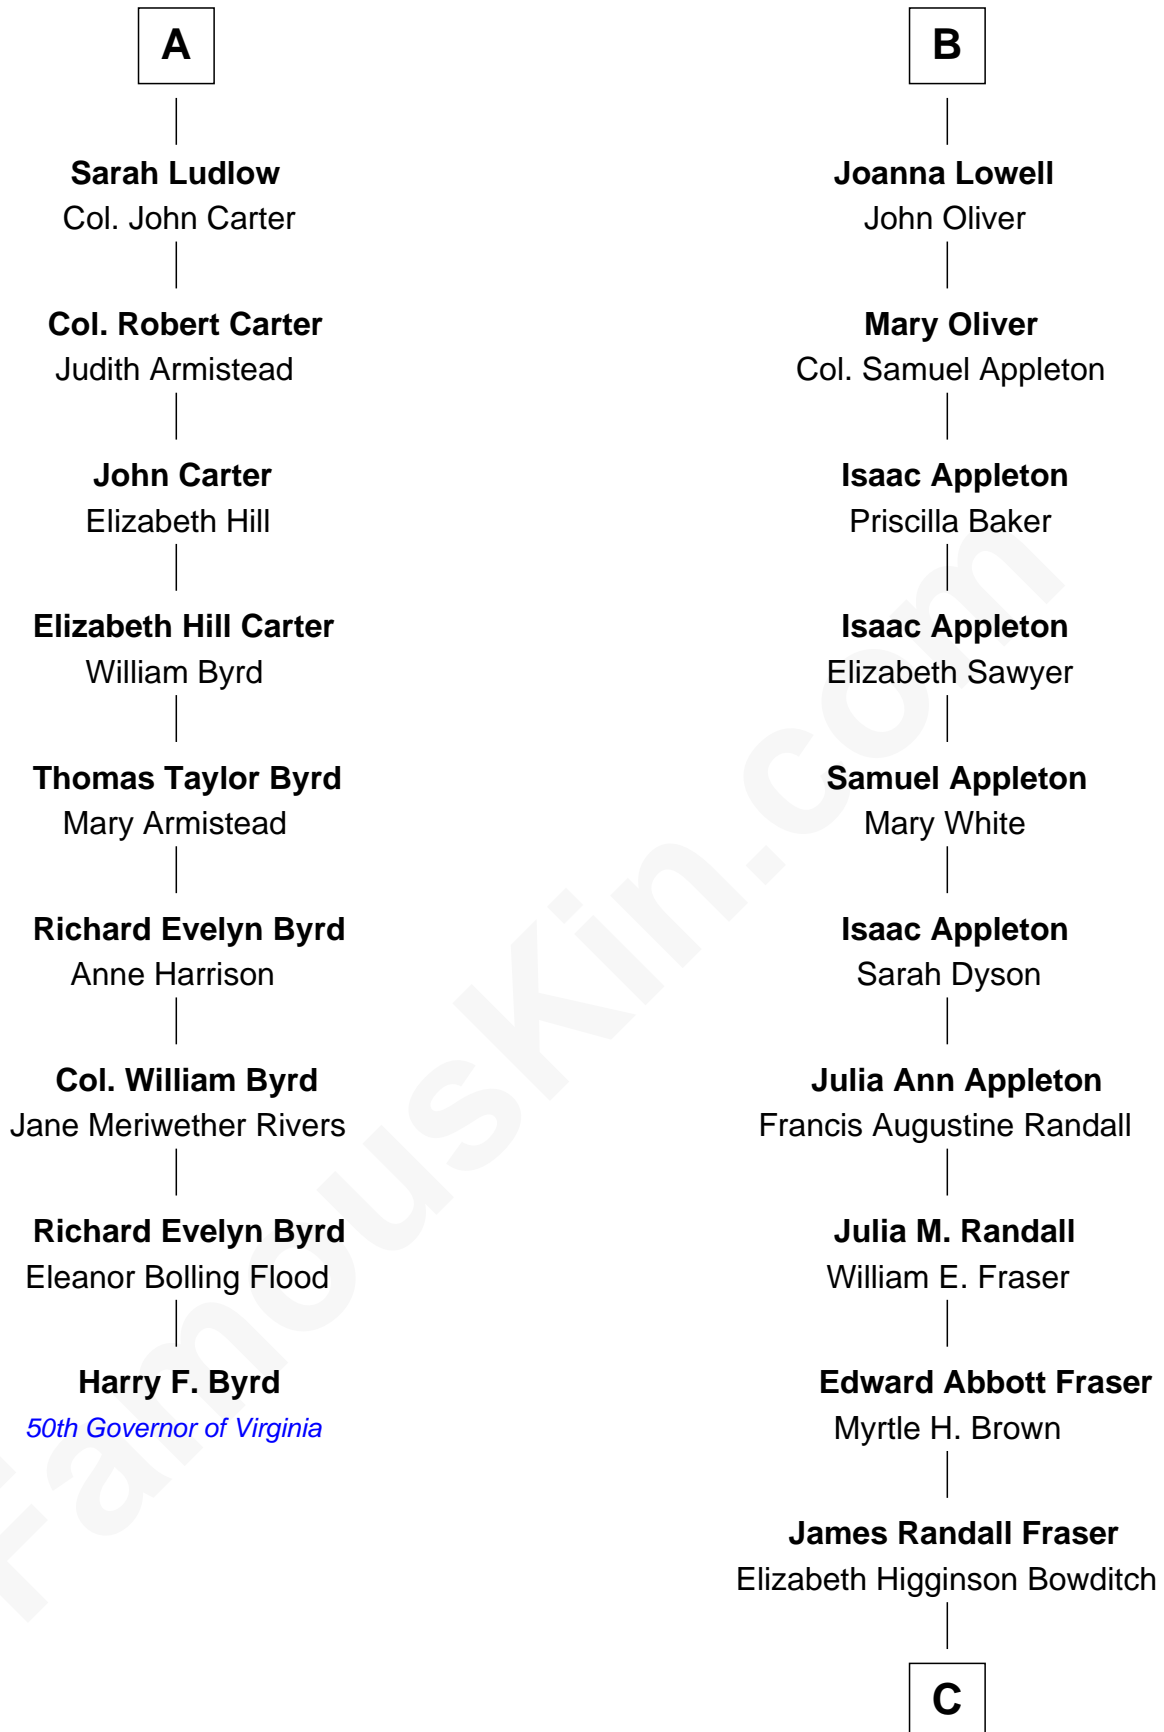 A
Sarah Ludlow
Col. John Carter
Col. Robert Carter
Judith Armistead
John Carter
Elizabeth Hill
Elizabeth Hill Carter
William Byrd
Thomas Taylor Byrd
Mary Armistead
Richard Evelyn Byrd
Anne Harrison
Col. William Byrd
Jane Meriwether Rivers
Richard Evelyn Byrd
Eleanor Bolling Flood
Harry F. Byrd
50th Governor of Virginia
B
Joanna Lowell
John Oliver
Mary Oliver
Col. Samuel Appleton
Isaac Appleton
Priscilla Baker
Isaac Appleton
Elizabeth Sawyer
Samuel Appleton
Mary White
Isaac Appleton
Sarah Dyson
Julia Ann Appleton
Francis Augustine Randall
Julia M. Randall
William E. Fraser
Edward Abbott Fraser
Myrtle H. Brown
James Randall Fraser
Elizabeth Higginson Bowditch
C
FamousKin.com